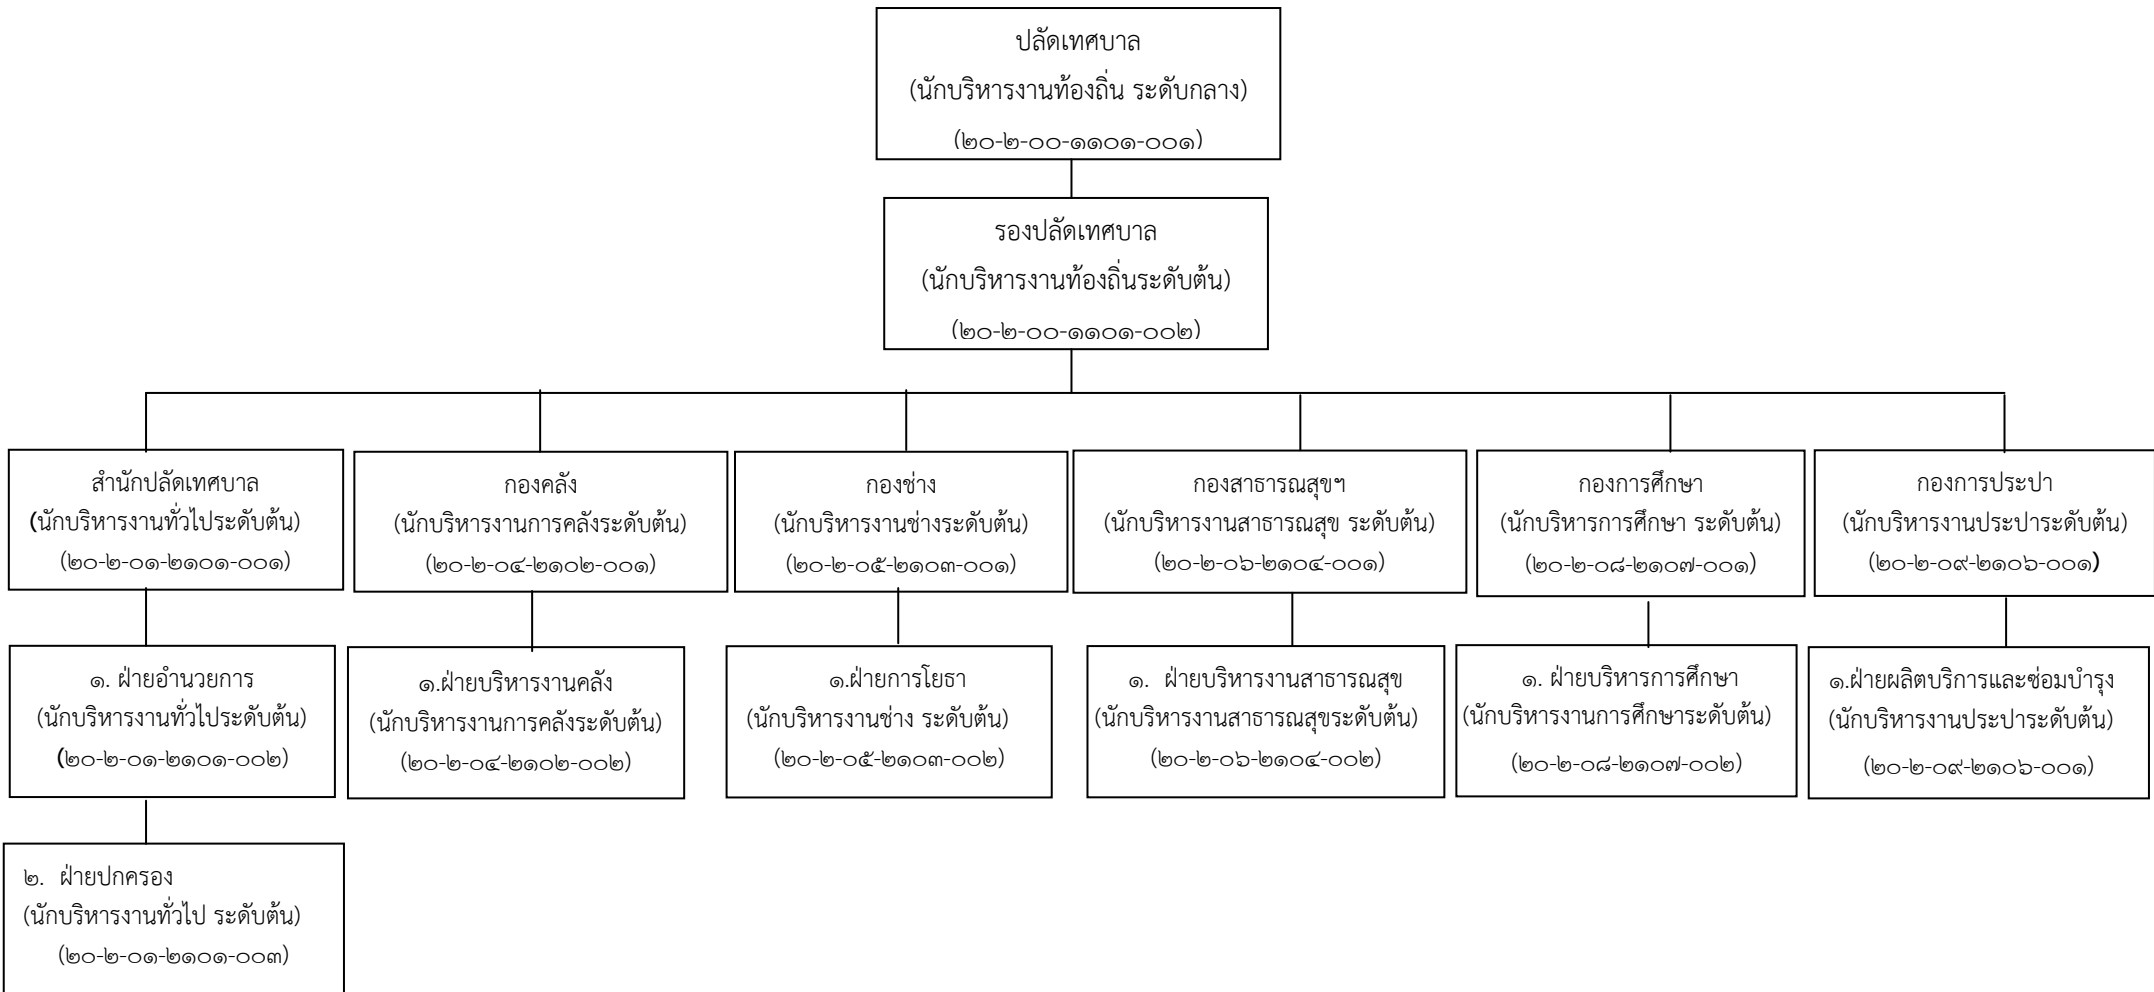 ปลัดเทศบาล
(นักบริหารงานท้องถิ่น ระดับกลาง)
(๒๐-๒-๐๐-๑๑๐๑-๐๐๑)
รองปลัดเทศบาล
(นักบริหารงานท้องถิ่นระดับต้น)
(๒๐-๒-๐๐-๑๑๐๑-๐๐๒)
สำนักปลัดเทศบาล
(นักบริหารงานทั่วไประดับต้น)
(๒๐-๒-๐๑-๒๑๐๑-๐๐๑)
กองคลัง
(นักบริหารงานการคลังระดับต้น)
(๒๐-๒-๐๔-๒๑๐๒-๐๐๑)
กองช่าง
(นักบริหารงานช่างระดับต้น)
(๒๐-๒-๐๕-๒๑๐๓-๐๐๑)
กองสาธารณสุขฯ
(นักบริหารงานสาธารณสุข ระดับต้น)
(๒๐-๒-๐๖-๒๑๐๔-๐๐๑)
กองการศึกษา
(นักบริหารการศึกษา ระดับต้น)
(๒๐-๒-๐๘-๒๑๐๗-๐๐๑)
กองการประปา
(นักบริหารงานประปาระดับต้น)
(๒๐-๒-๐๙-๒๑๐๖-๐๐๑)
๑. ฝ่ายอำนวยการ
(นักบริหารงานทั่วไประดับต้น)
(๒๐-๒-๐๑-๒๑๐๑-๐๐๒)
๑.ฝ่ายบริหารงานคลัง
(นักบริหารงานการคลังระดับต้น)
(๒๐-๒-๐๔-๒๑๐๒-๐๐๒)
๑.ฝ่ายการโยธา
(นักบริหารงานช่าง ระดับต้น)
(๒๐-๒-๐๕-๒๑๐๓-๐๐๒)
๑. ฝ่ายบริหารงานสาธารณสุข
(นักบริหารงานสาธารณสุขระดับต้น)
(๒๐-๒-๐๖-๒๑๐๔-๐๐๒)
๑. ฝ่ายบริหารการศึกษา
(นักบริหารงานการศึกษาระดับต้น)
(๒๐-๒-๐๘-๒๑๐๗-๐๐๒)
๑.ฝ่ายผลิตบริการและซ่อมบำรุง
(นักบริหารงานประปาระดับต้น)
(๒๐-๒-๐๙-๒๑๐๖-๐๐๑)
๒. ฝ่ายปกครอง
(นักบริหารงานทั่วไป ระดับต้น)
(๒๐-๒-๐๑-๒๑๐๑-๐๐๓)